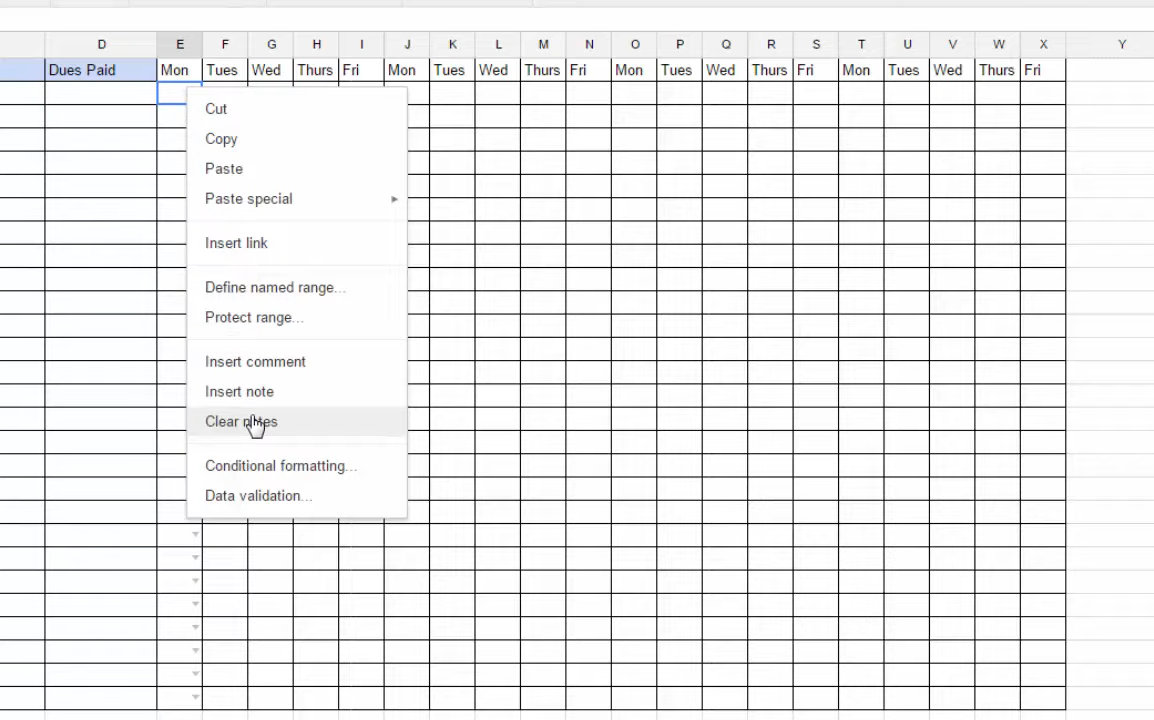 D E F G H I J K L M N O P Q R S T U V W X Y
Dues Paid Mon Tues Wed Thurs Fri Mon Tues Wed Thurs Fri Mon Tues Wed Thurs Fri Mon Tues Wed Thurs Fri
Cut
Copy
Paste
Paste special
Insert link
Define named range...
Protect range...
Insert comment
Insert note
Clear notes
Conditional formatting...
Data validation...